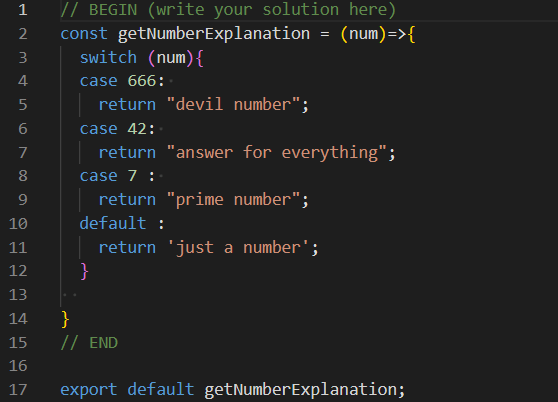 1 // BEGIN (write your solution here)
2 const getNumberExplanation = (num)=>{
3   switch (num){
4   case 666:
5     return "devil number";
6   case 42:
7     return "answer for everything";
8   case 7 :
9     return "prime number";
10   default :
11     return 'just a number';
12   }
13
14 }
15 // END
16
17 export default getNumberExplanation;